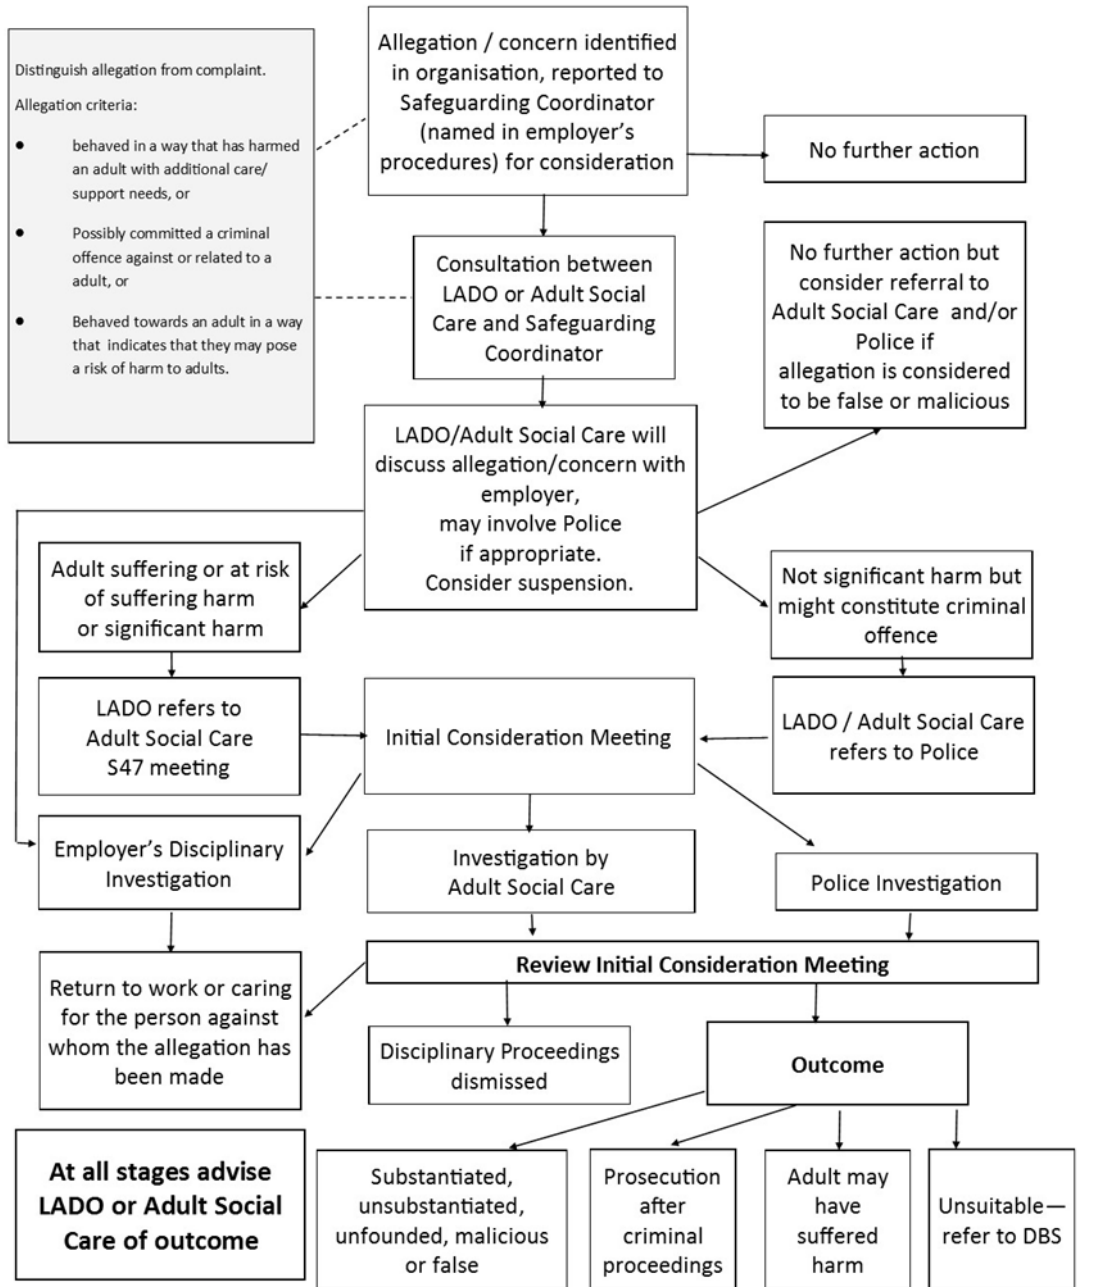 Distinguish allegation from complaint.
Allegation criteria:
● behaved in a way that has harmed
an adult with additional care/
support needs, or
● Possibly committed a criminal
offence against or related to a
adult, or
● Behaved towards an adult in a way
that indicates that they may pose
a risk of harm to adults.
Allegation / concern identified
in organisation, reported to
Safeguarding Coordinator
(named in employer’s
procedures) for consideration
No further action
Consultation between
LADO or Adult Social
Care and Safeguarding
Coordinator
No further action but
consider referral to
Adult Social Care and/or
Police if
allegation is considered
to be false or malicious
LADO/Adult Social Care will
discuss allegation/concern with
employer,
may involve Police
if appropriate.
Consider suspension.
Adult suffering or at risk
of suffering harm
or significant harm
Not significant harm but
might constitute criminal
offence
LADO refers to
Adult Social Care
S47 meeting
Initial Consideration Meeting
LADO / Adult Social Care
refers to Police
Employer’s Disciplinary
Investigation
Investigation by
Adult Social Care
Police Investigation
Review Initial Consideration Meeting
Return to work or caring
for the person against
whom the allegation has
been made
Disciplinary Proceedings
dismissed
Outcome
At all stages advise
LADO or Adult Social
Care of outcome
Substantiated,
unsubstantiated,
unfounded, malicious
or false
Prosecution
after
criminal
proceedings
Adult may
have
suffered
harm
Unsuitable—
refer to DBS